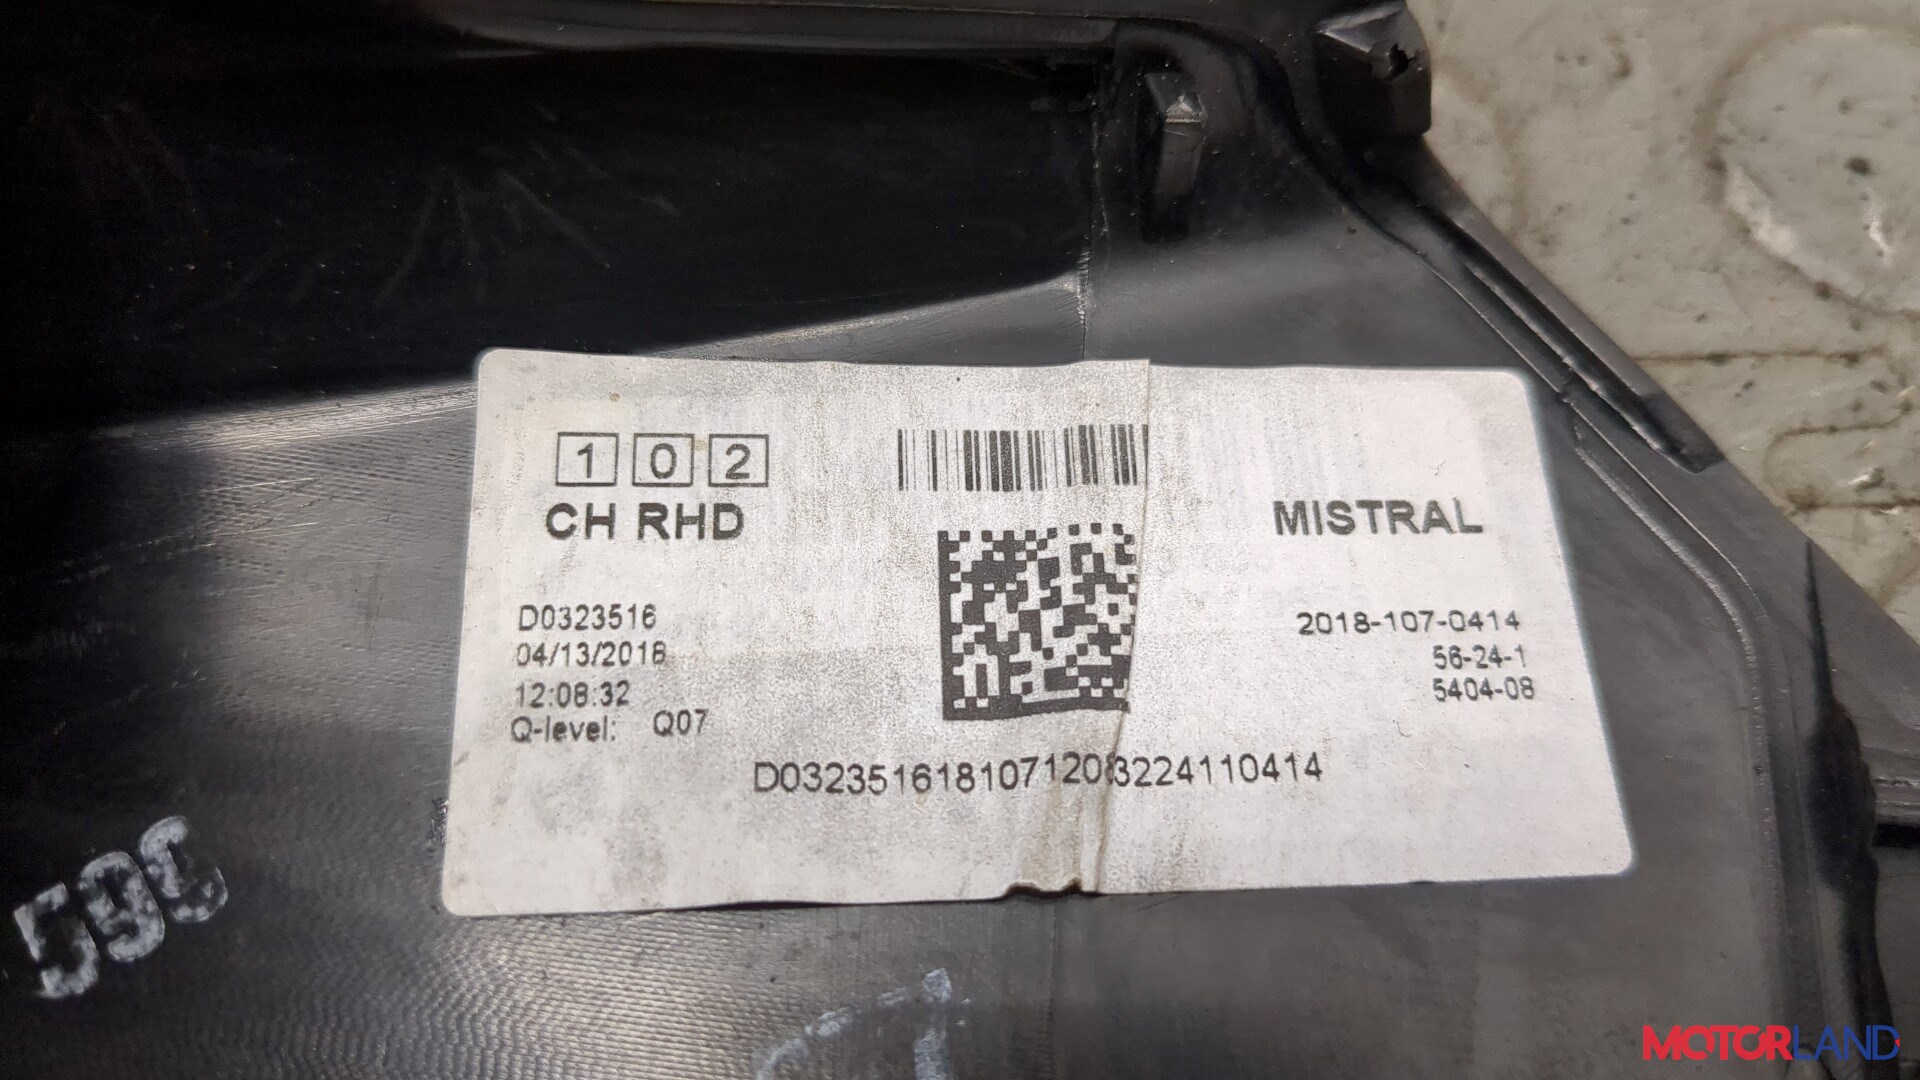 1 0 2
CH RHD
MISTRAL
D0323516
04/13/2018
12:08:32
Q-level: Q07
2018-107-0414
56-24-1
5404-08
D03235161810712083224110414
MOTORLAND